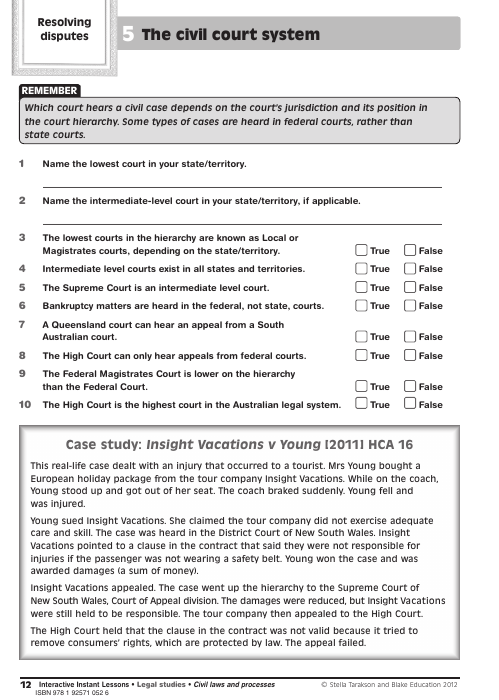 Resolving
disputes
5 The civil court system
REMEMBER
Which court hears a civil case depends on the court's jurisdiction and its position in
the court hierarchy. Some types of cases are heard in federal courts, rather than
state courts.
1 Name the lowest court in your state/territory.
2 Name the intermediate-level court in your state/territory, if applicable.
3 The lowest courts in the hierarchy are known as Local or
Magistrates courts, depending on the state/territory. True False
4 Intermediate level courts exist in all states and territories. True False
5 The Supreme Court is an intermediate level court. True False
6 Bankruptcy matters are heard in the federal, not state, courts. True False
7 A Queensland court can hear an appeal from a South
Australian court. True False
8 The High Court can only hear appeals from federal courts. True False
9 The Federal Magistrates Court is lower on the hierarchy
than the Federal Court. True False
10 The High Court is the highest court in the Australian legal system. True False
Case study: Insight Vacations v Young [2011] HCA 16
This real-life case dealt with an injury that occurred to a tourist. Mrs Young bought a
European holiday package from the tour company Insight Vacations. While on the coach,
Young stood up and got out of her seat. The coach braked suddenly. Young fell and
was injured.
Young sued Insight Vacations. She claimed the tour company did not exercise adequate
care and skill. The case was heard in the District Court of New South Wales. Insight
Vacations pointed to a clause in the contract that said they were not responsible for
injuries if the passenger was not wearing a safety belt. Young won the case and was
awarded damages (a sum of money).
Insight Vacations appealed. The case went up the hierarchy to the Supreme Court of
New South Wales, Court of Appeal division. The damages were reduced, but Insight Vacations
were still held to be responsible. The tour company then appealed to the High Court.
The High Court held that the clause in the contract was not valid because it tried to
remove consumers' rights, which are protected by law. The appeal failed.
12 Interactive Instant Lessons • Legal studies • Civil laws and processes © Stella Tarakson and Blake Education 2012
ISBN 978 1 92571 052 6